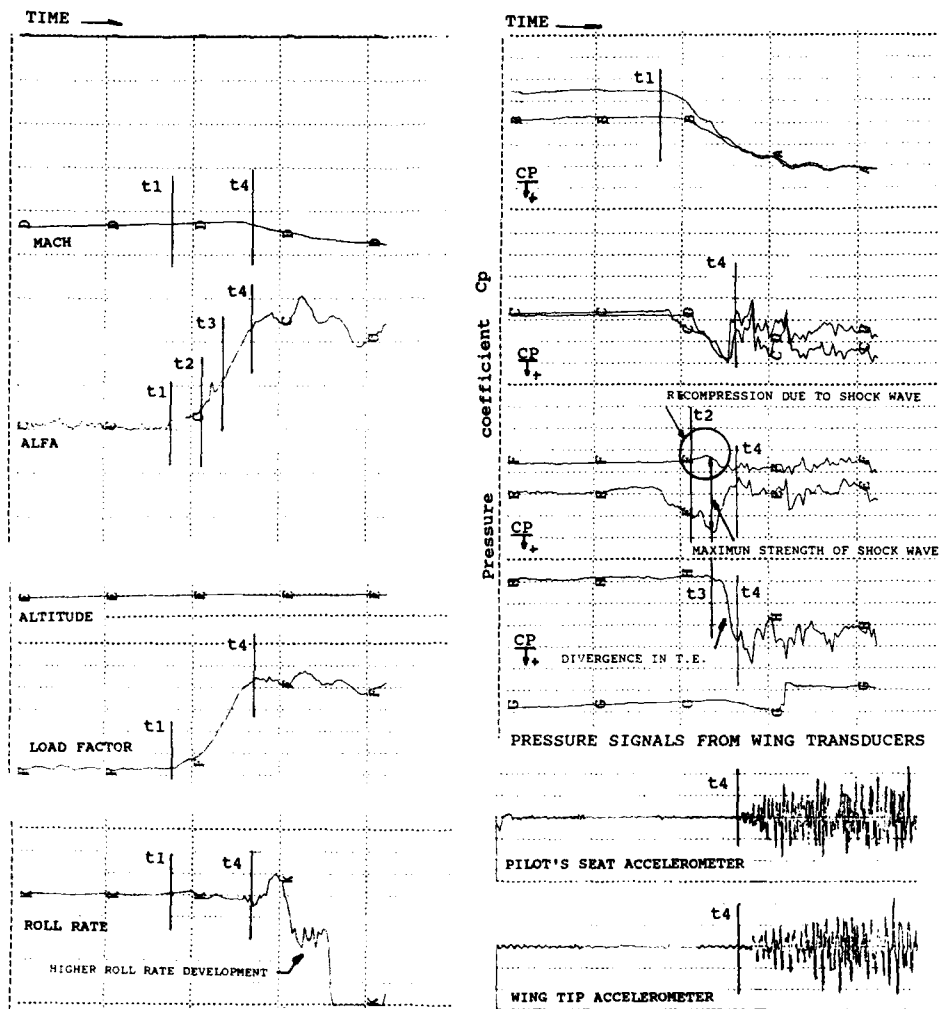 TIME
t1
t4
D D D D D
MACH
t4
t3
t2
t1
C C C C C
ALFA
E E E E E
ALTITUDE
t4
t1
LOAD FACTOR
F F F F F
t1
t4
K K K K K
ROLL RATE
HIGHER ROLL RATE DEVELOPMENT
TIME
t1
B B B A A
CP
+
t4
C C D C D C D C
CP
+
Pressure coefficient Cp
RECOMPRESSION DUE TO SHOCK WAVE
t2
t4
F F F F
E E E E E
CP
+
MAXIMUN STRENGTH OF SHOCK WAVE
H H H H H
t3
t4
CP
+
DIVERGENCE IN T.E.
G G G G G
PRESSURE SIGNALS FROM WING TRANSDUCERS
t4
PILOT'S SEAT ACCELEROMETER
t4
WING TIP ACCELEROMETER